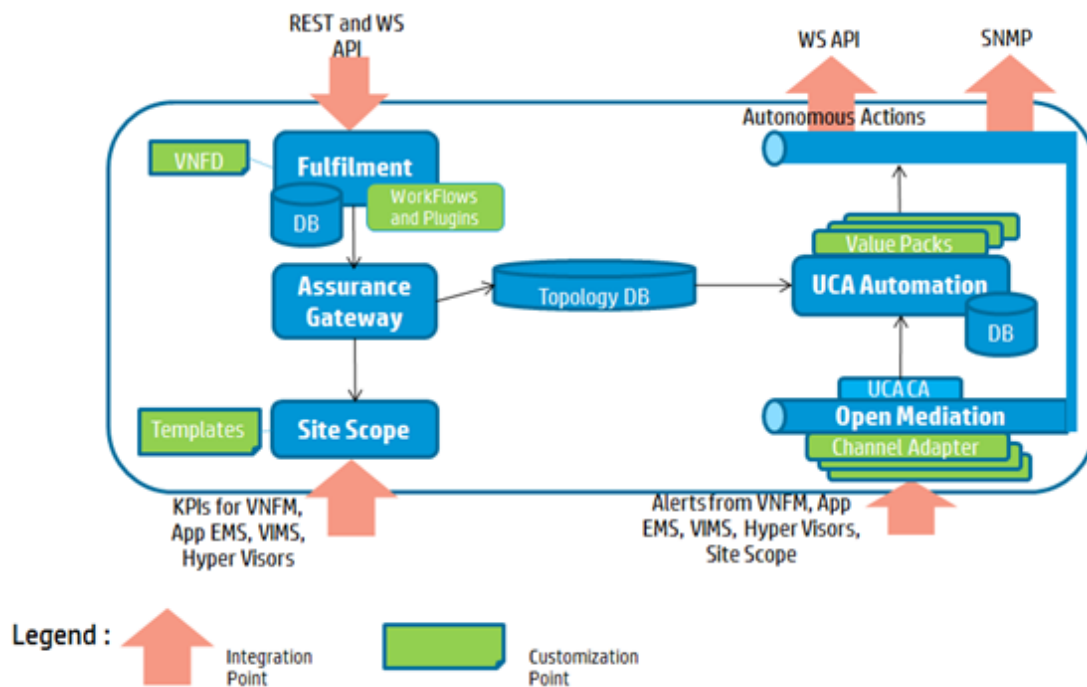 REST and WS
API
WS API
SNMP
Autonomous Actions
VNFD
Fulfilment
DB
WorkFlows
and Plugins
Value Packs
Assurance
Gateway
Topology DB
UCA Automation
DB
UCA CA
Templates
Site Scope
Open Mediation
Channel Adapter
KPIs for VNFM,
App EMS, VIMS,
Hyper Visors
Alerts from VNFM, App
EMS, VIMS, Hyper Visors,
Site Scope
Legend :
Integration
Point
Customization
Point